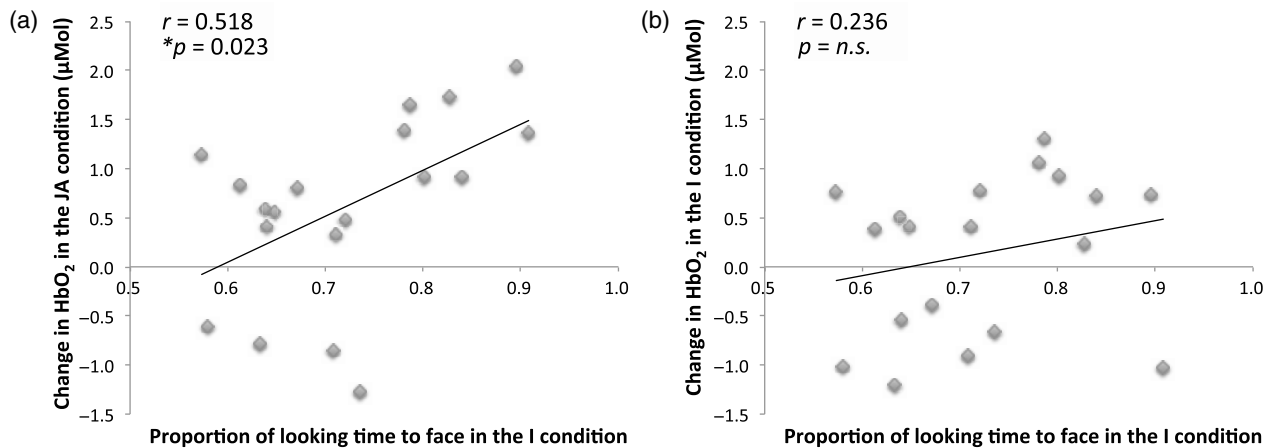 (a)
r = 0.518
*p = 0.023
Change in HbO₂ in the JA condition (μMol)
2.5
2.0
1.5
1.0
0.5
0.0
−0.5
−1.0
−1.5
0.5 0.6 0.7 0.8 0.9 1.0
Proportion of looking time to face in the I condition
(b)
r = 0.236
p = n.s.
Change in HbO₂ in the I condition (μMol)
2.5
2.0
1.5
1.0
0.5
0.0
−0.5
−1.0
−1.5
0.5 0.6 0.7 0.8 0.9 1.0
Proportion of looking time to face in the I condition